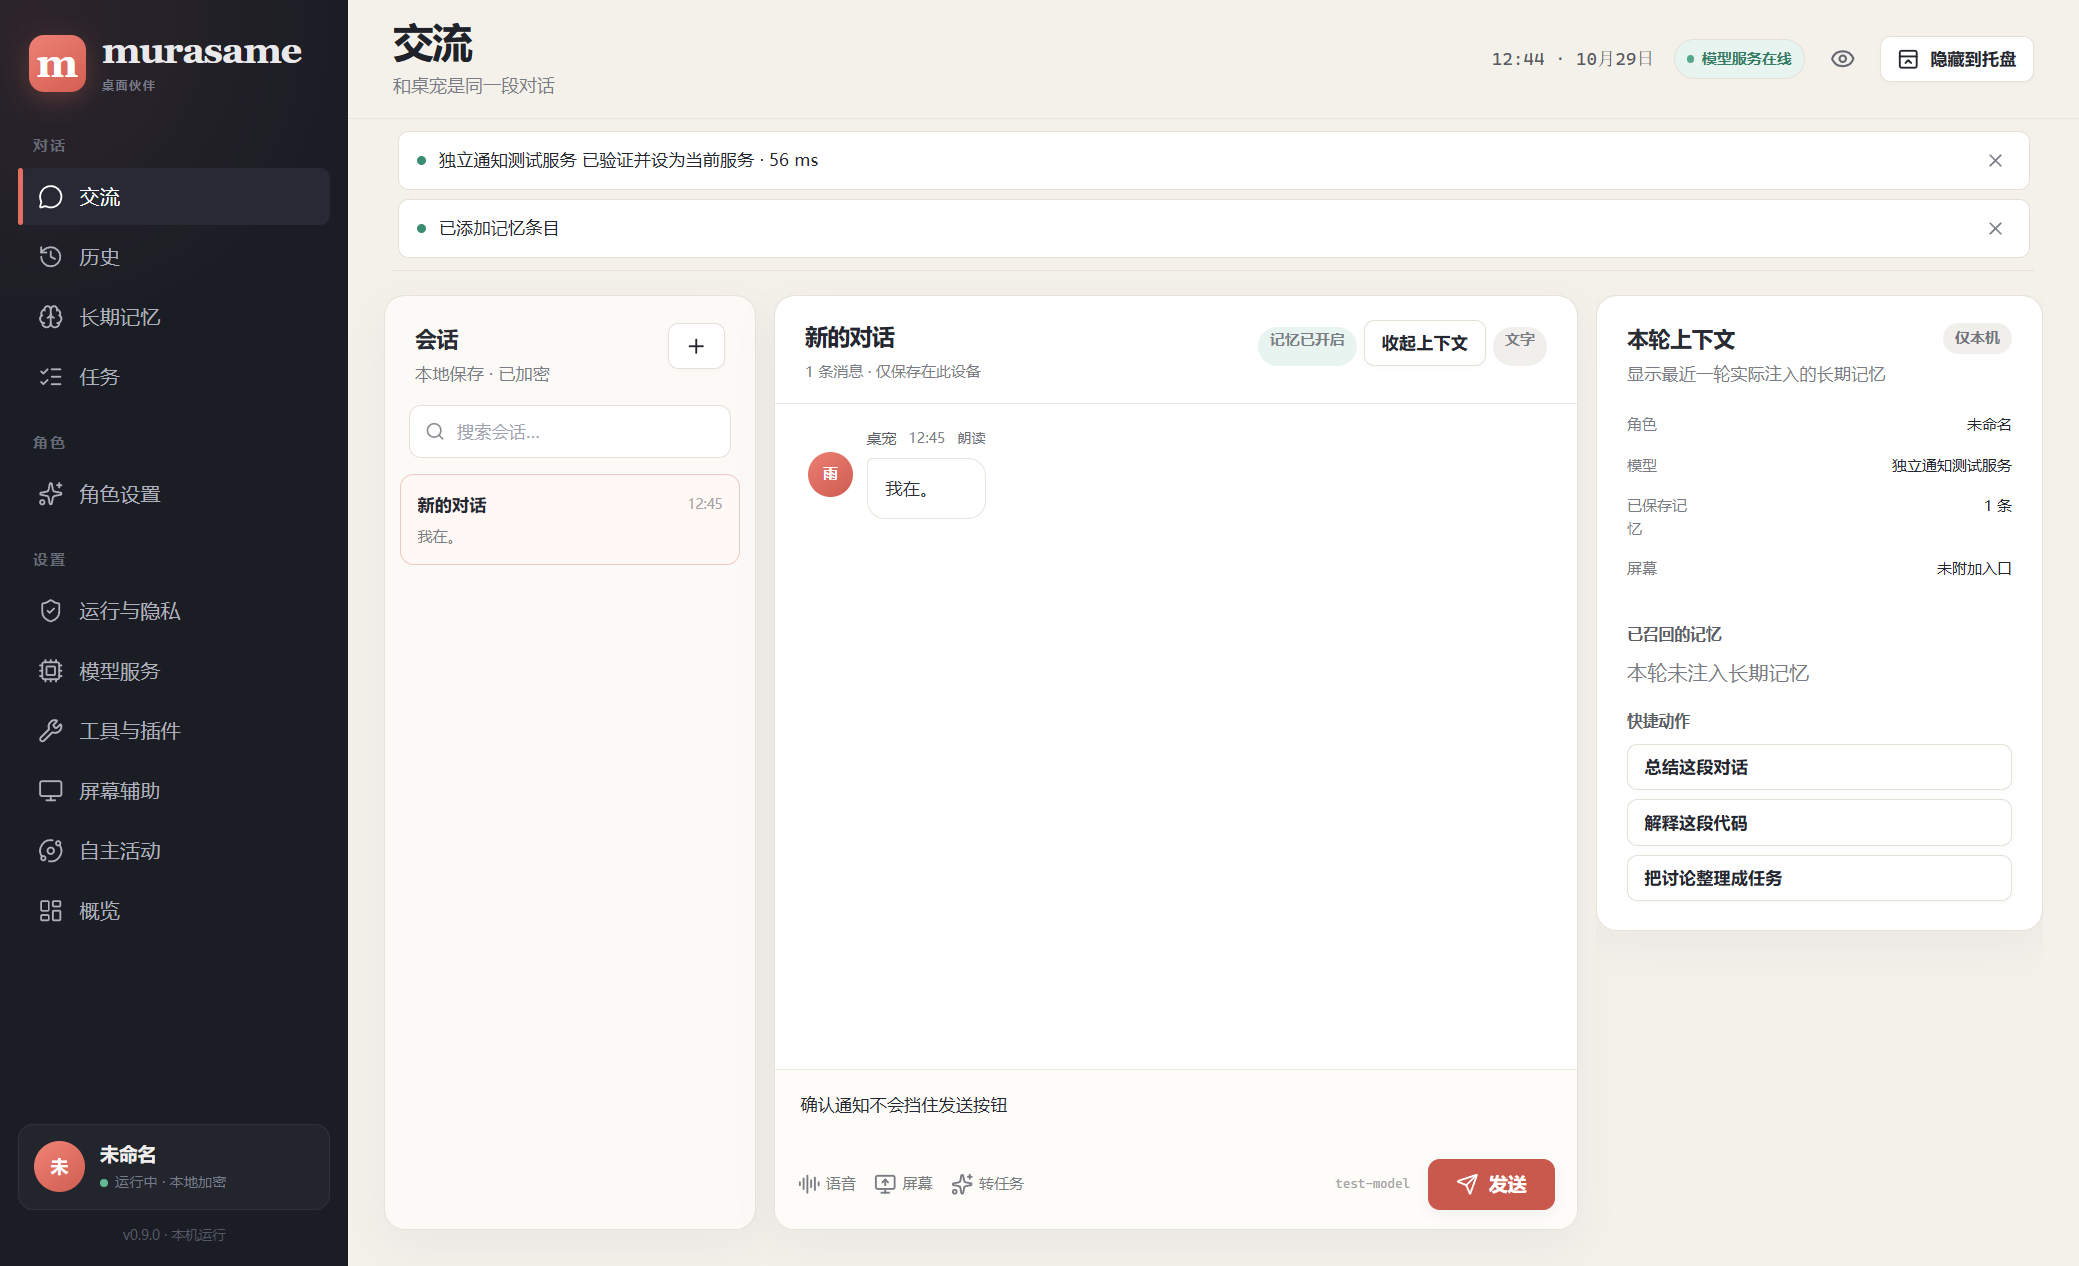 m
murasame
桌面伙伴
对话
交流
历史
长期记忆
任务
角色
角色设置
设置
运行与隐私
模型服务
工具与插件
屏幕辅助
自主活动
概览
未
未命名
运行中 · 本地加密
v0.9.0 · 本机运行
交流
和桌宠是同一段对话
12:44 · 10月29日
模型服务在线
隐藏到托盘
独立通知测试服务 已验证并设为当前服务 · 56 ms
已添加记忆条目
会话
本地保存 · 已加密
搜索会话...
新的对话 12:45
我在。
新的对话
1 条消息 · 仅保存在此设备
记忆已开启
收起上下文
文字
桌宠 12:45 朗读
雨
我在。
确认通知不会挡住发送按钮
语音
屏幕
转任务
test-model
发送
本轮上下文
仅本机
显示最近一轮实际注入的长期记忆
角色 未命名
模型 独立通知测试服务
已保存记忆 1 条
屏幕 未附加入口
已召回的记忆
本轮未注入长期记忆
快捷动作
总结这段对话
解释这段代码
把讨论整理成任务